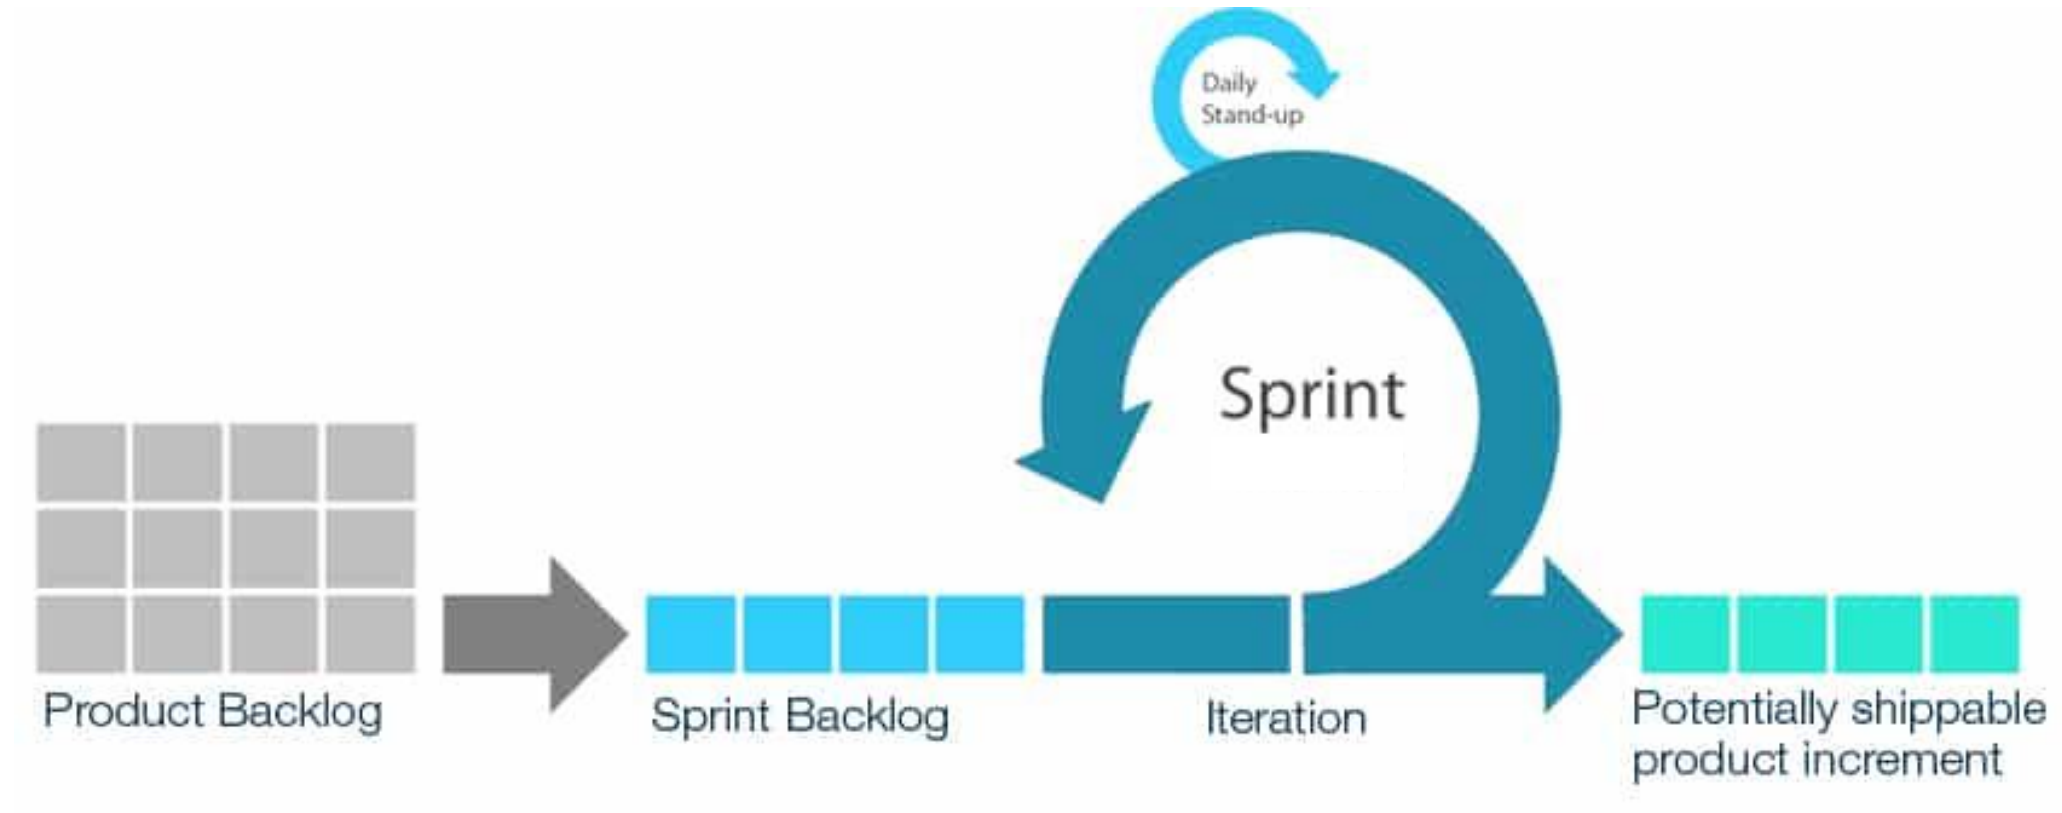 Daily
Stand-up
Sprint
Product Backlog
Sprint Backlog
Iteration
Potentially shippable
product increment